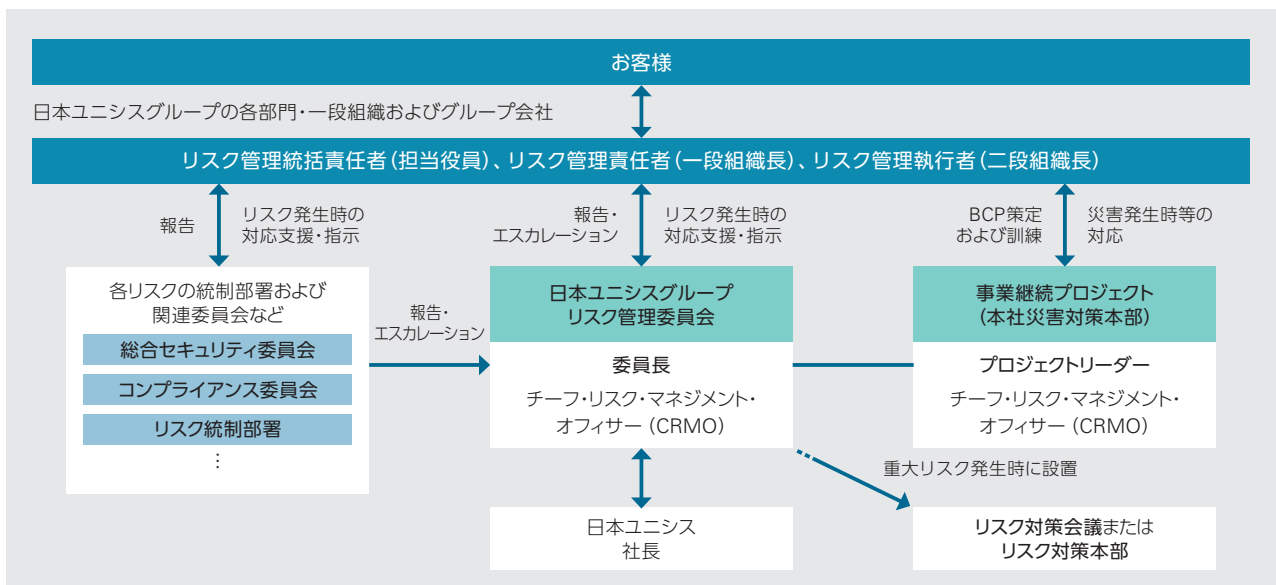 お客様
日本ユニシスグループの各部門・一段組織およびグループ会社
リスク管理統括責任者（担当役員）、リスク管理責任者（一段組織長）、リスク管理執行者（二段組織長）
報告
リスク発生時の
対応支援・指示
報告・
エスカレーション
リスク発生時の
対応支援・指示
BCP策定
および訓練
災害発生時等の
対応
各リスクの統制部署および
関連委員会など
総合セキュリティ委員会
コンプライアンス委員会
リスク統制部署
⋮
報告・
エスカレーション
日本ユニシスグループ
リスク管理委員会
委員長
チーフ・リスク・マネジメント・
オフィサー（CRMO）
事業継続プロジェクト
（本社災害対策本部）
プロジェクトリーダー
チーフ・リスク・マネジメント・
オフィサー（CRMO）
重大リスク発生時に設置
日本ユニシス
社長
リスク対策会議または
リスク対策本部